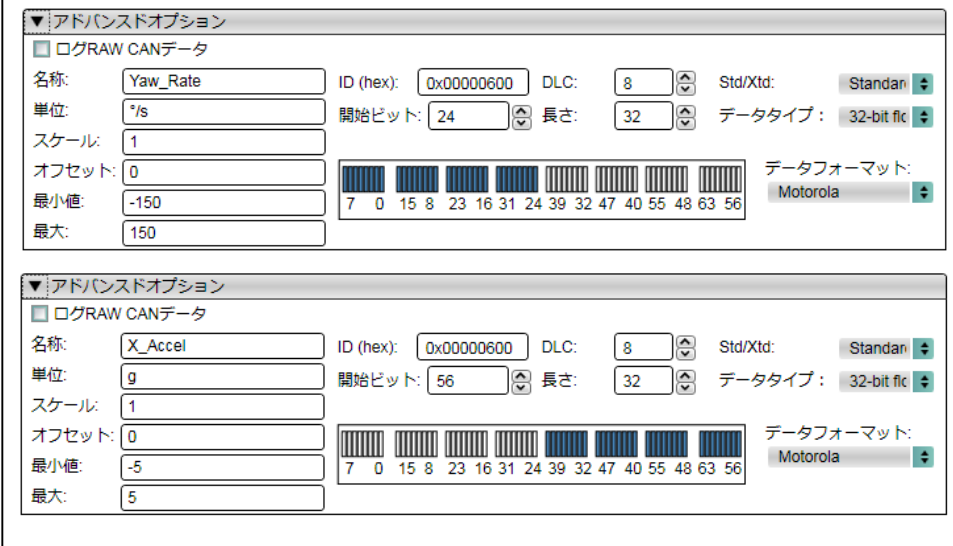 ▼ アドバンスドオプション
ログRAW CANデータ
名称: Yaw_Rate ID (hex): 0x00000600 DLC: 8 Std/Xtd: Standar
単位: °/s 開始ビット: 24 長さ: 32 データタイプ： 32-bit flc
スケール: 1
オフセット: 0 データフォーマット:
最小値: -150 7 0 15 8 23 16 31 24 39 32 47 40 55 48 63 56 Motorola
最大: 150
▼ アドバンスドオプション
ログRAW CANデータ
名称: X_Accel ID (hex): 0x00000600 DLC: 8 Std/Xtd: Standar
単位: g 開始ビット: 56 長さ: 32 データタイプ： 32-bit flc
スケール: 1
オフセット: 0 データフォーマット:
最小値: -5 7 0 15 8 23 16 31 24 39 32 47 40 55 48 63 56 Motorola
最大: 5